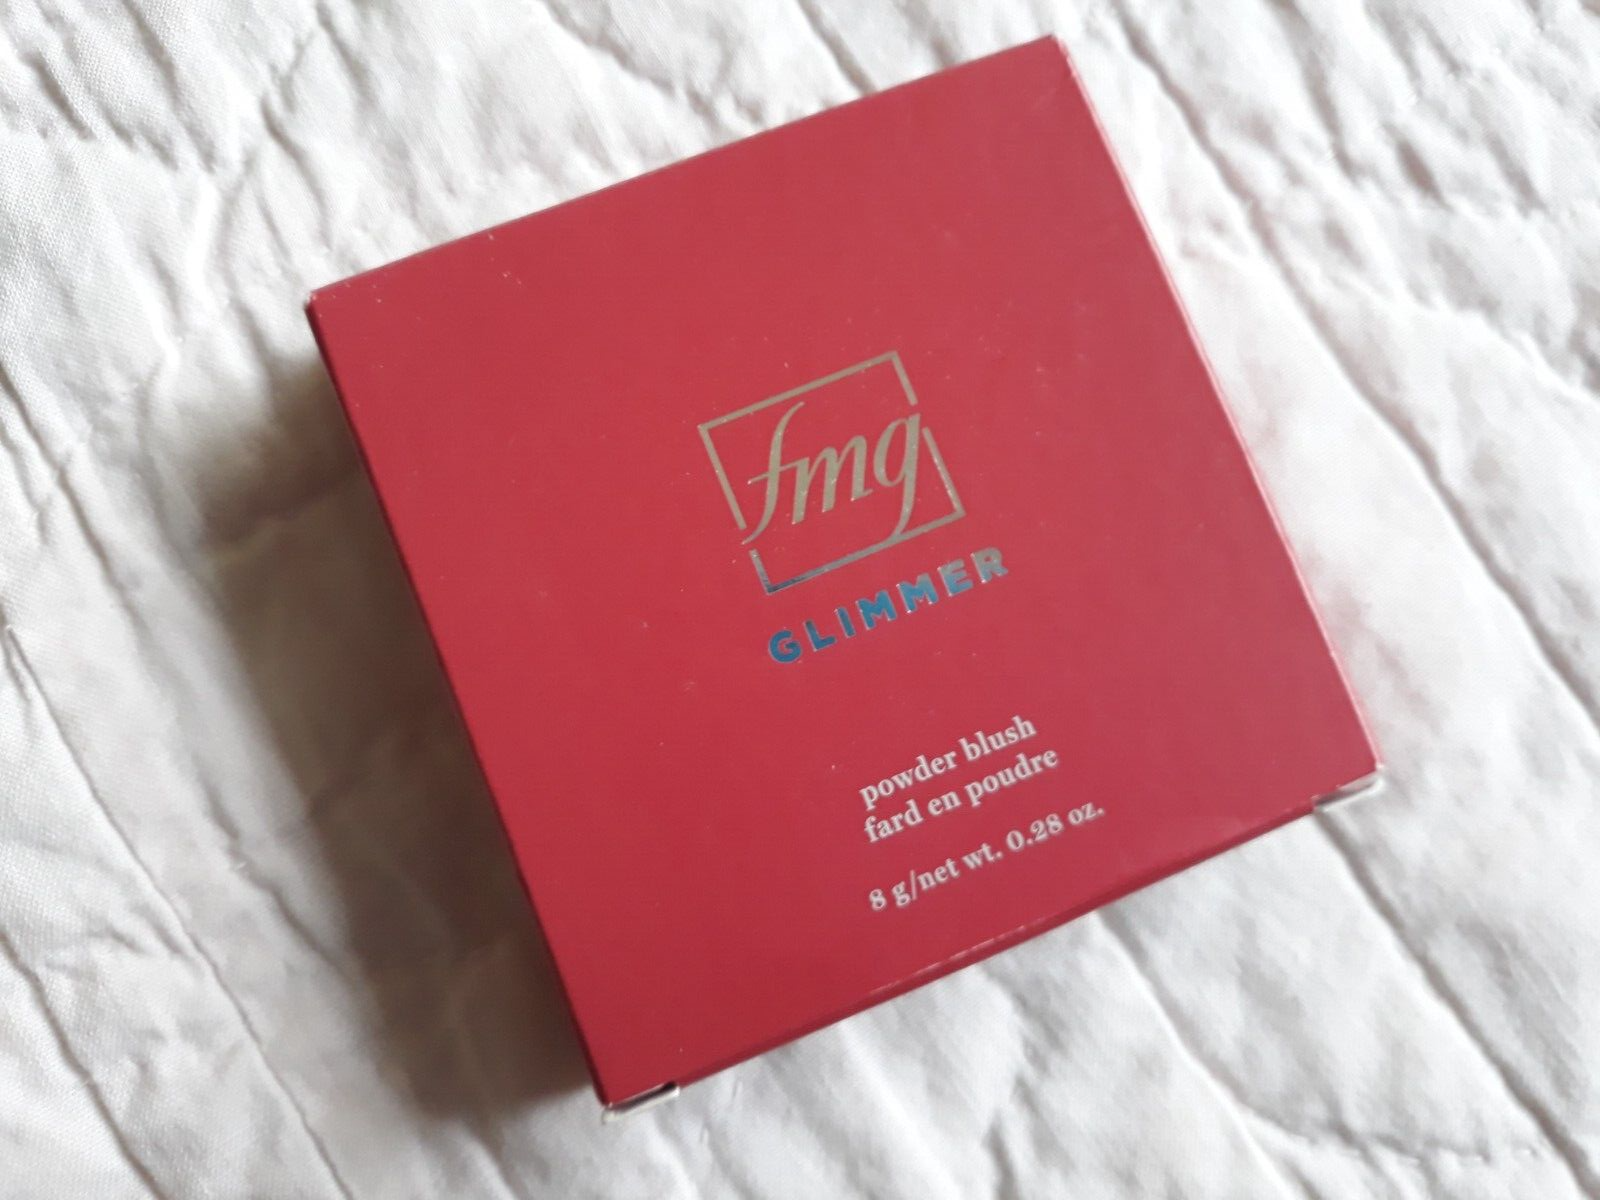 fmg
GLIMMER
powder blush
fard en poudre
8 g/net wt. 0.28 oz.